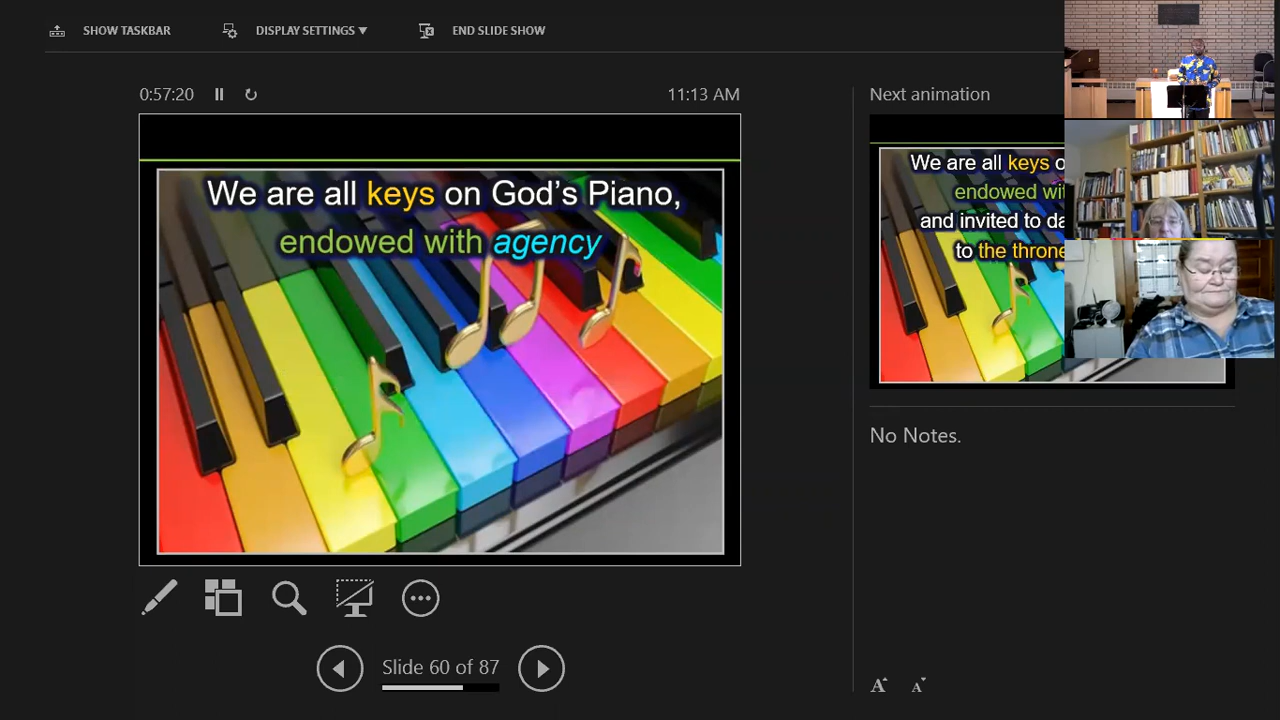 SHOW TASKBAR
DISPLAY SETTINGS
END SLIDE SHOW
0:57:20
11:13 AM
We are all keys on God's Piano,
endowed with agency
Next animation
We are all keys
endowed
and invited to
to the throne
No Notes.
Slide 60 of 87
A
A